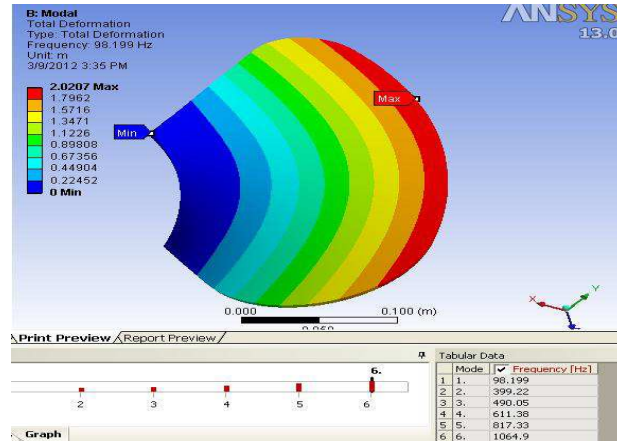 B: Modal
Total Deformation
Type: Total Deformation
Frequency: 98.199 Hz
Unit: m
3/9/2012 3:35 PM
2.0207 Max
1.7962
1.5716
1.3471
1.1226
0.89808
0.67356
0.44904
0.22452
0 Min
ANSYS
13.0
Min
Max
X
Y
0.000
0.100 (m)
0.050
Print Preview
Report Preview
6.
2
3
4
5
6
Graph
Tabular Data
Mode
Frequency [Hz]
1 1. 98.199
2 2. 399.22
3 3. 490.05
4 4. 611.38
5 5. 817.33
6 6. 1064.9